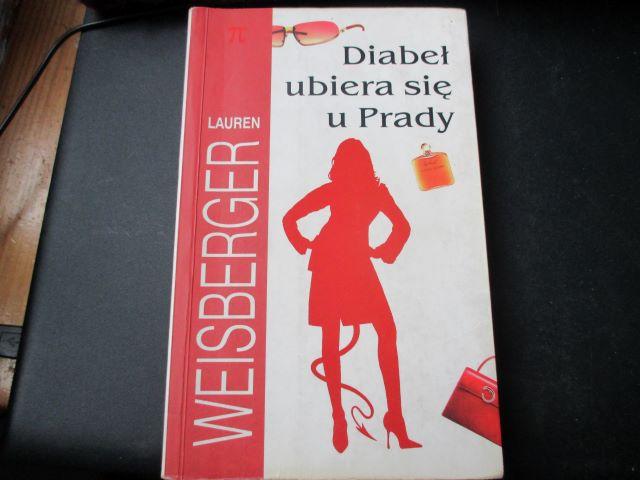 π
Diabeł
ubiera się
u Prady
LAUREN
WEISBERGER